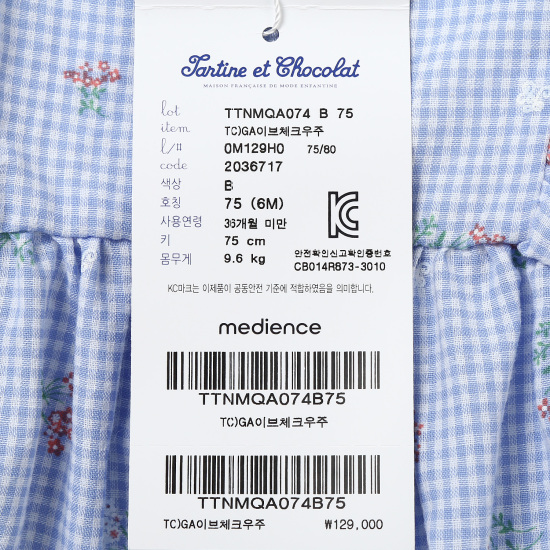 Tartine et Chocolat
MAISON FRANÇAISE DE MODE ENFANTINE
lot TTNMQA074 B 75
item TC)GA이브체크우주
l/# 0M129H0 75/80
code 2036717
색상 B
호칭 75 (6M)
사용연령 36개월 미만
키 75 cm
몸무게 9.6 kg
안전확인신고확인증번호
CB014R873-3010
KC마크는 이제품이 공동안전 기준에 적합하였음을 의미합니다.
medience
TTNMQA074B75
TC)GA이브체크우주
TTNMQA074B75
TC)GA이브체크우주 ₩129,000